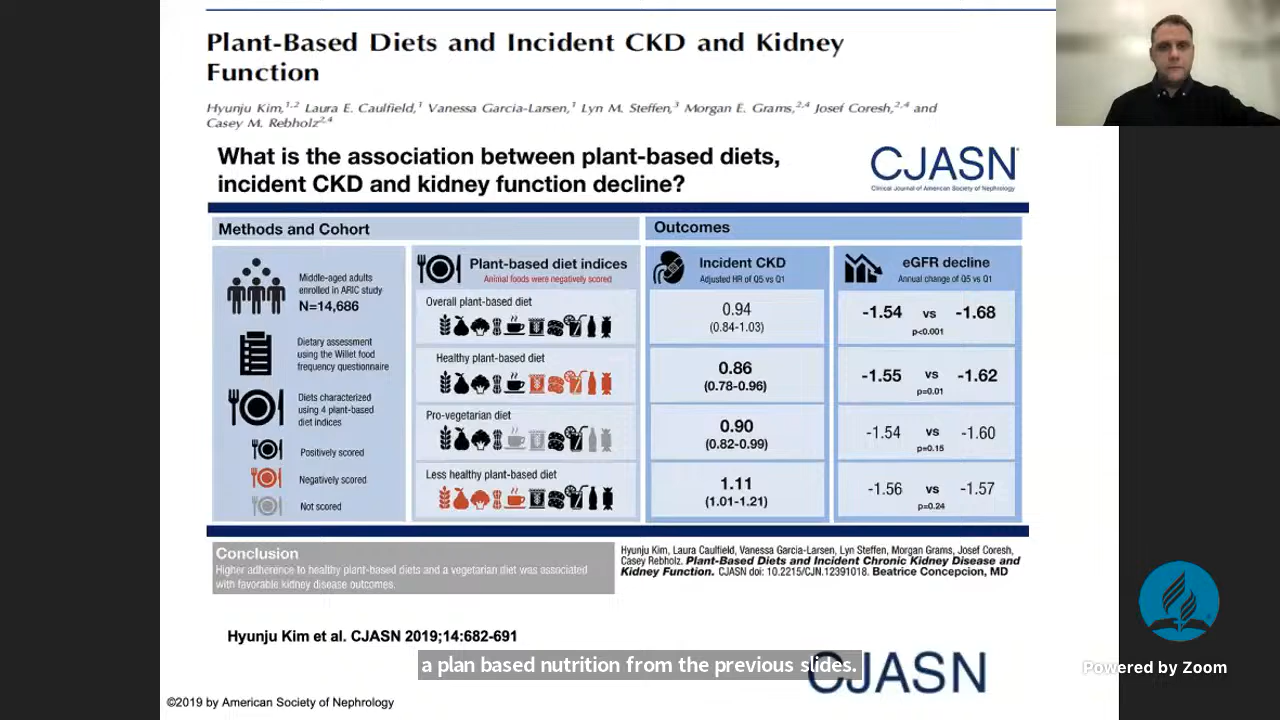 Plant-Based Diets and Incident CKD and Kidney
Function
Hyunju Kim,1,2 Laura E. Caulfield,1 Vanessa Garcia-Larsen,1 Lyn M. Steffen,3 Morgan E. Grams,2,4 Josef Coresh,2,4 and
Casey M. Rebholz2,4
What is the association between plant-based diets,
incident CKD and kidney function decline?
CJASN
Clinical Journal of American Society of Nephrology
Methods and Cohort
Middle-aged adults
enrolled in ARIC study
N=14,686
Dietary assessment
using the Willet food
frequency questionnaire
Diets characterized
using 4 plant-based
diet indices
Positively scored
Negatively scored
Not scored
Plant-based diet indices
Animal foods were negatively scored
Overall plant-based diet
Healthy plant-based diet
Pro-vegetarian diet
Less healthy plant-based diet
Outcomes
Incident CKD
Adjusted HR of Q5 vs Q1
0.94
(0.84-1.03)
0.86
(0.78-0.96)
0.90
(0.82-0.99)
1.11
(1.01-1.21)
eGFR decline
Annual change of Q5 vs Q1
-1.54 vs -1.68
p<0.001
-1.55 vs -1.62
p=0.01
-1.54 vs -1.60
p=0.15
-1.56 vs -1.57
p=0.24
Conclusion
Higher adherence to healthy plant-based diets and a vegetarian diet was associated
with favorable kidney disease outcomes.
Hyunju Kim, Laura Caulfield, Vanessa Garcia-Larsen, Lyn Steffen, Morgan Grams, Josef Coresh,
Casey Rebholz. Plant-Based Diets and Incident Chronic Kidney Disease and
Kidney Function. CJASN doi: 10.2215/CJN.12391018. Beatrice Concepcion, MD
Hyunju Kim et al. CJASN 2019;14:682-691
a plan based nutrition from the previous slides.
CJASN
Powered by Zoom
©2019 by American Society of Nephrology